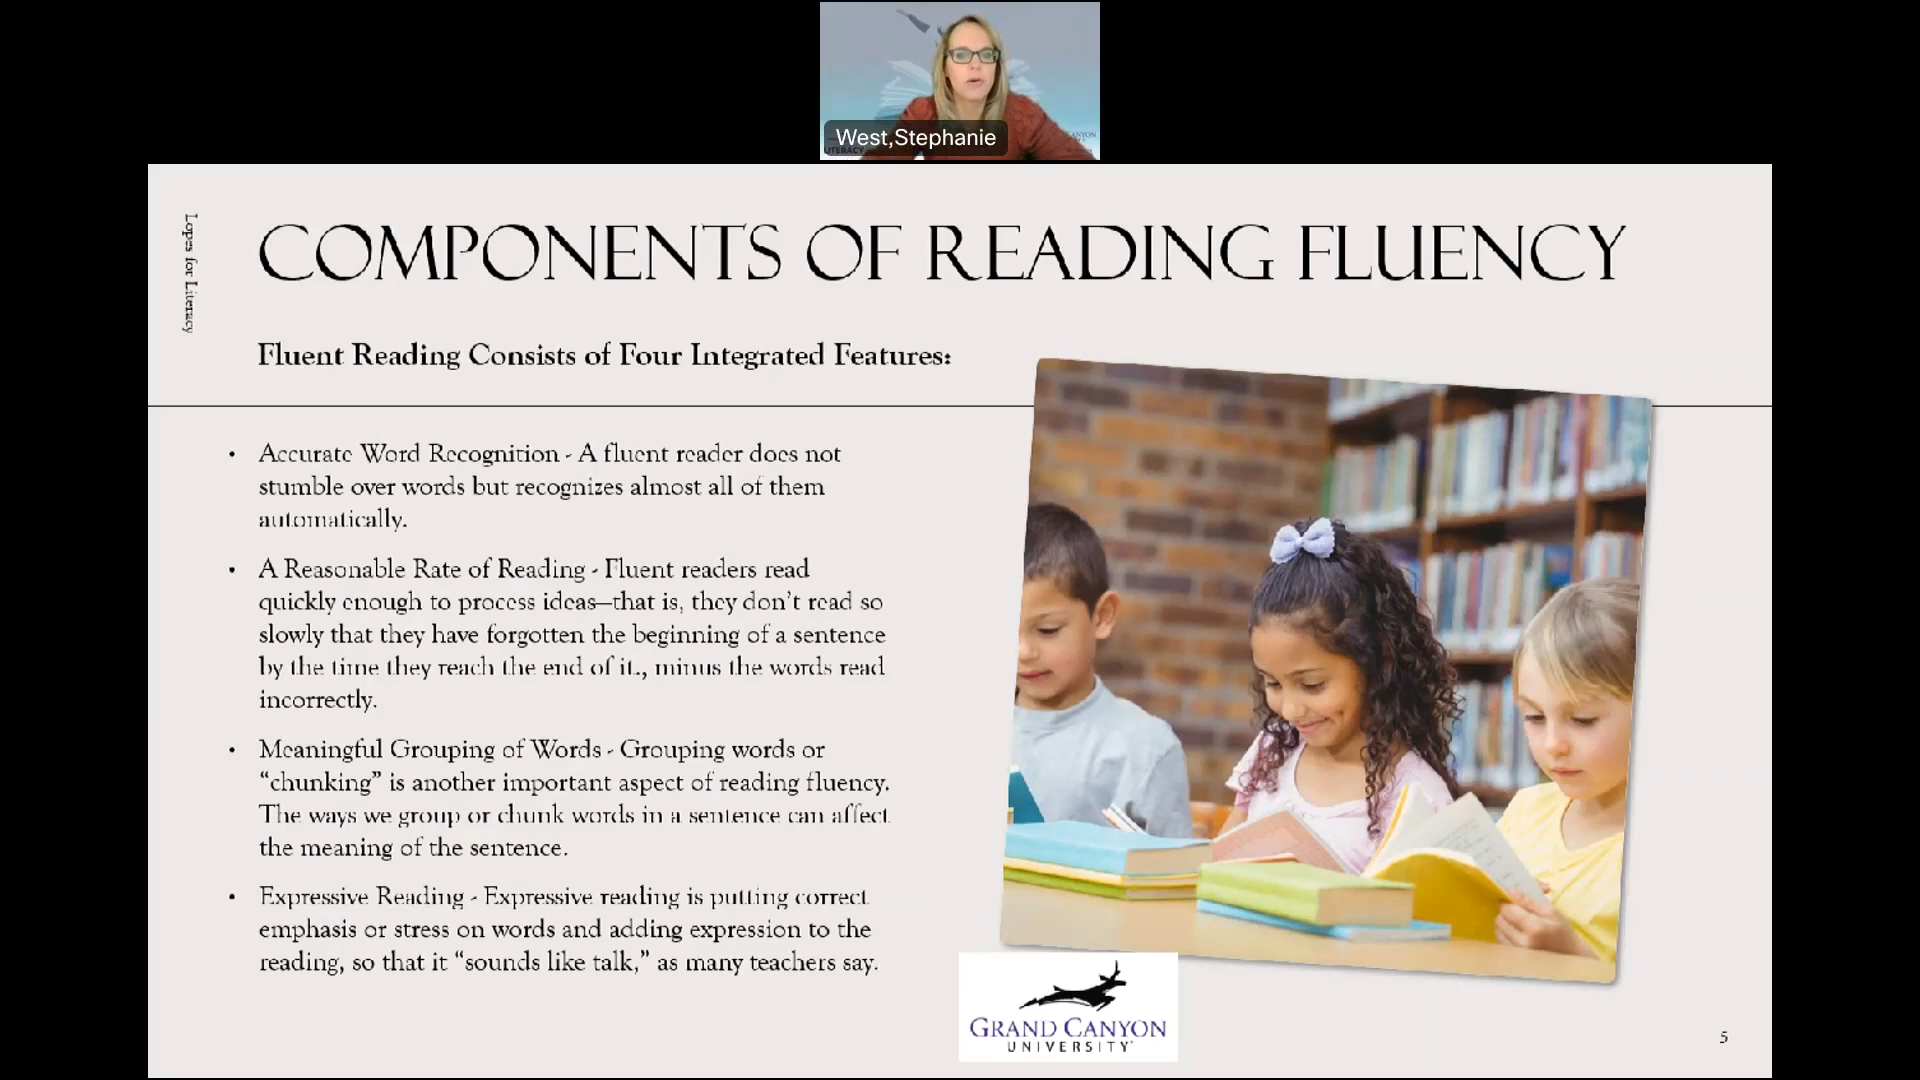 West,Stephanie
LITERACY
Lopes for Literacy
COMPONENTS OF READING FLUENCY
Fluent Reading Consists of Four Integrated Features:
• Accurate Word Recognition - A fluent reader does not
stumble over words but recognizes almost all of them
automatically.
• A Reasonable Rate of Reading - Fluent readers read
quickly enough to process ideas—that is, they don’t read so
slowly that they have forgotten the beginning of a sentence
by the time they reach the end of it., minus the words read
incorrectly.
• Meaningful Grouping of Words - Grouping words or
“chunking” is another important aspect of reading fluency.
The ways we group or chunk words in a sentence can affect
the meaning of the sentence.
• Expressive Reading - Expressive reading is putting correct
emphasis or stress on words and adding expression to the
reading, so that it “sounds like talk,” as many teachers say.
GRAND CANYON
UNIVERSITY
5